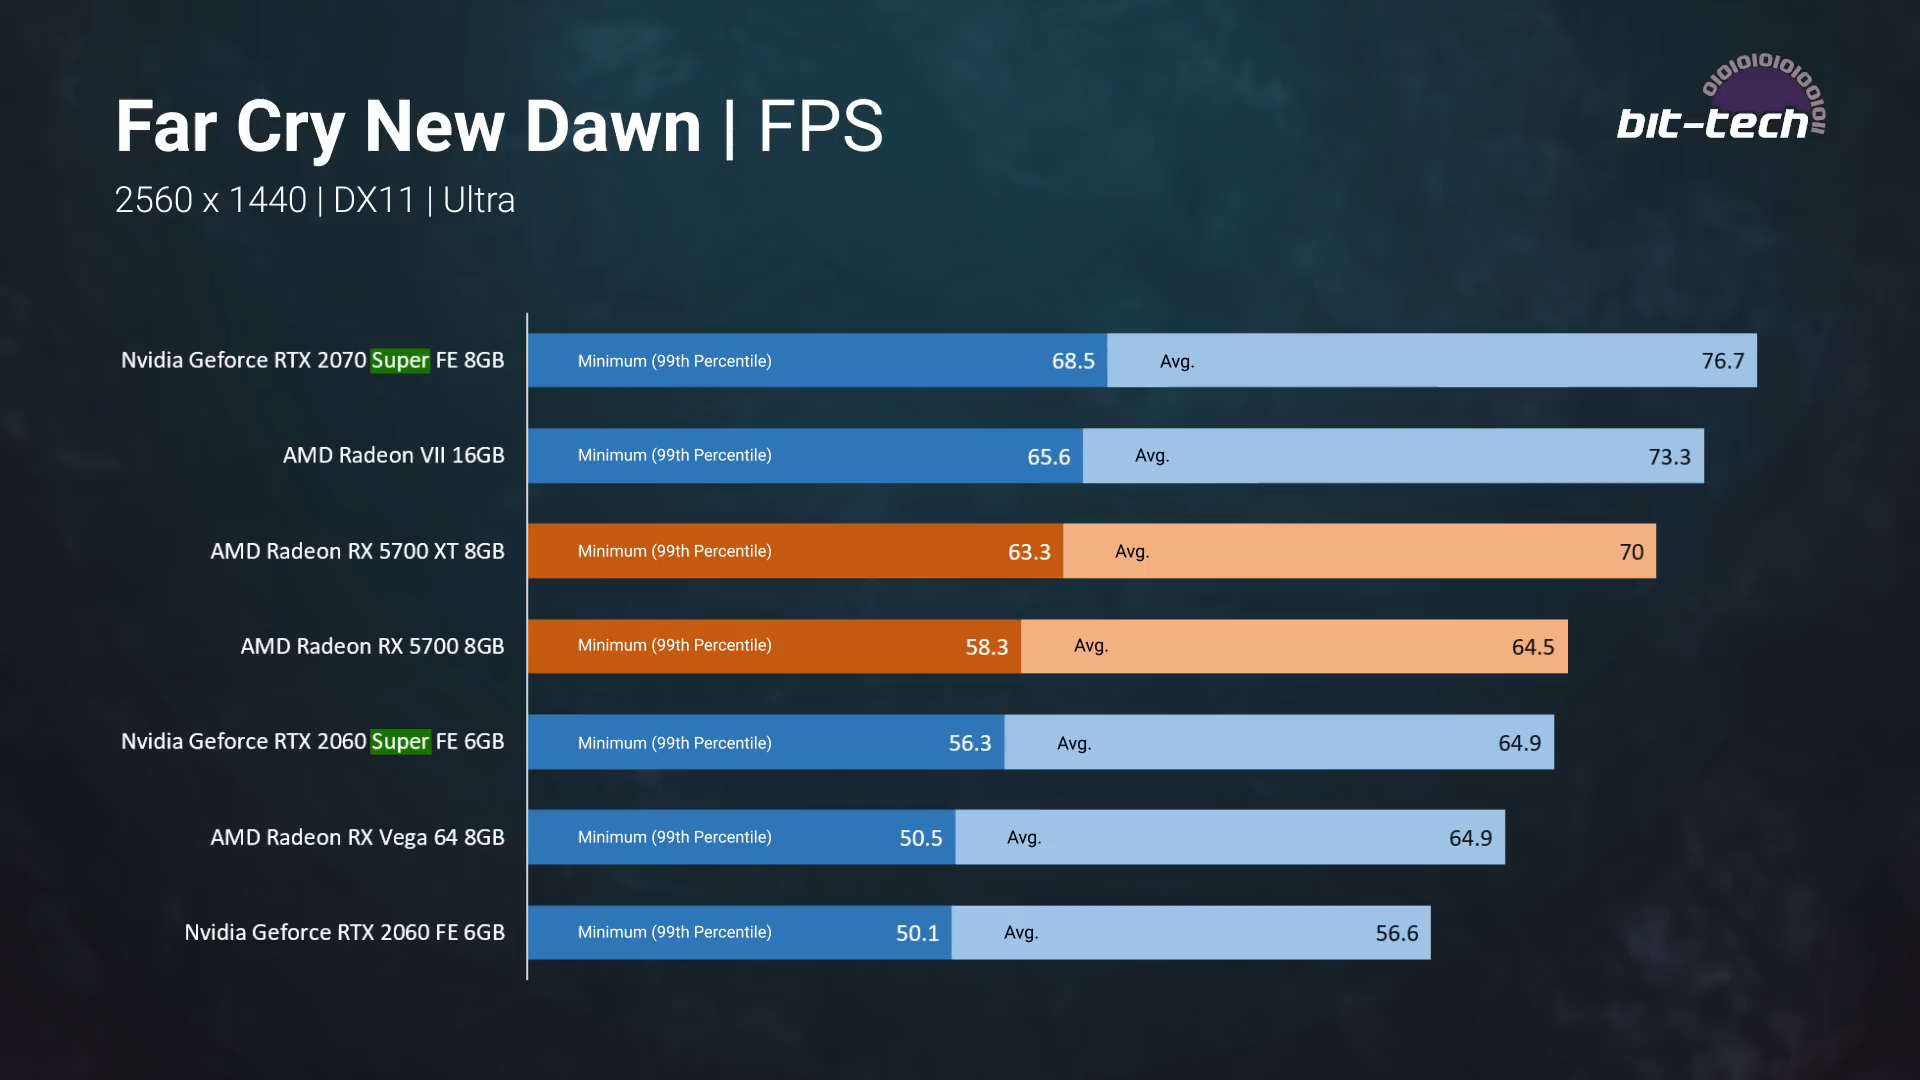 Far Cry New Dawn | FPS
2560 x 1440 | DX11 | Ultra
01010101010101011
bit-tech
Nvidia Geforce RTX 2070 Super FE 8GB Minimum (99th Percentile) 68.5 Avg. 76.7
AMD Radeon VII 16GB Minimum (99th Percentile) 65.6 Avg. 73.3
AMD Radeon RX 5700 XT 8GB Minimum (99th Percentile) 63.3 Avg. 70
AMD Radeon RX 5700 8GB Minimum (99th Percentile) 58.3 Avg. 64.5
Nvidia Geforce RTX 2060 Super FE 6GB Minimum (99th Percentile) 56.3 Avg. 64.9
AMD Radeon RX Vega 64 8GB Minimum (99th Percentile) 50.5 Avg. 64.9
Nvidia Geforce RTX 2060 FE 6GB Minimum (99th Percentile) 50.1 Avg. 56.6